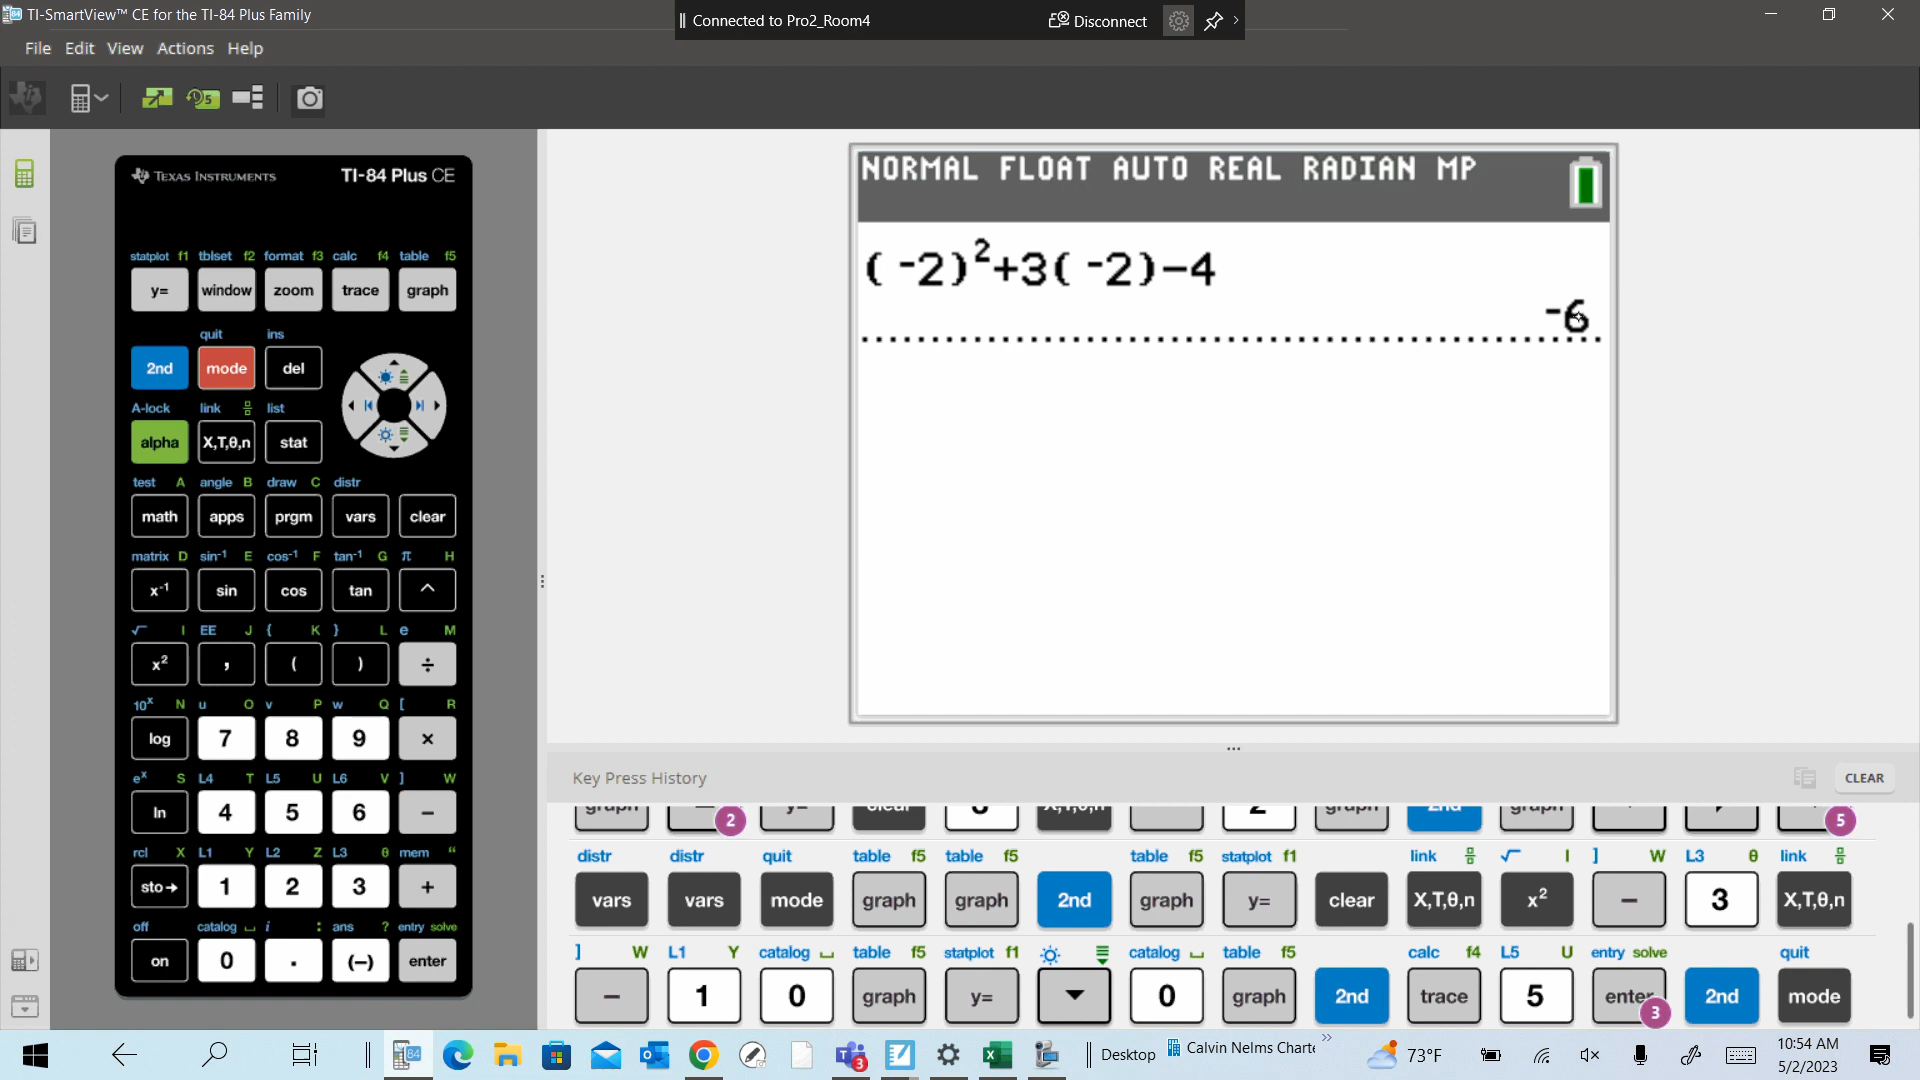 TI-SmartView™ CE for the TI-84 Plus Family
Connected to Pro2_Room4
Disconnect
File Edit View Actions Help
TEXAS INSTRUMENTS TI-84 Plus CE
statplot f1 tblset f2 format f3 calc f4 table f5
y= window zoom trace graph
quit ins
2nd mode del
A-lock link list
alpha X,T,θ,n stat
test A angle B draw C distr
math apps prgm vars clear
matrix D sin⁻¹ E cos⁻¹ F tan⁻¹ G π H
x⁻¹ sin cos tan ^
√ I EE J { K } L e M
x² , ( ) ÷
10ˣ N u O v P w Q [ R
log 7 8 9 ×
eˣ S L4 T L5 U L6 V ] W
ln 4 5 6 −
rcl X L1 Y L2 Z L3 θ mem "
sto→ 1 2 3 +
off catalog i : ans ? entry solve
on 0 . (−) enter
NORMAL FLOAT AUTO REAL RADIAN MP
(⁻2)²+3(⁻2)−4
⁻6
Key Press History CLEAR
2 5
distr distr quit table f5 table f5 table f5 statplot f1 link √ I ] W L3 θ link
vars vars mode graph graph 2nd graph y= clear X,T,θ,n x² − 3 X,T,θ,n
] W L1 Y catalog table f5 statplot f1 catalog table f5 calc f4 L5 U entry solve quit
− 1 0 graph y= 0 graph 2nd trace 5 enter 2nd mode
3
84 3 Desktop Calvin Nelms Charte 73°F 10:54 AM
5/2/2023